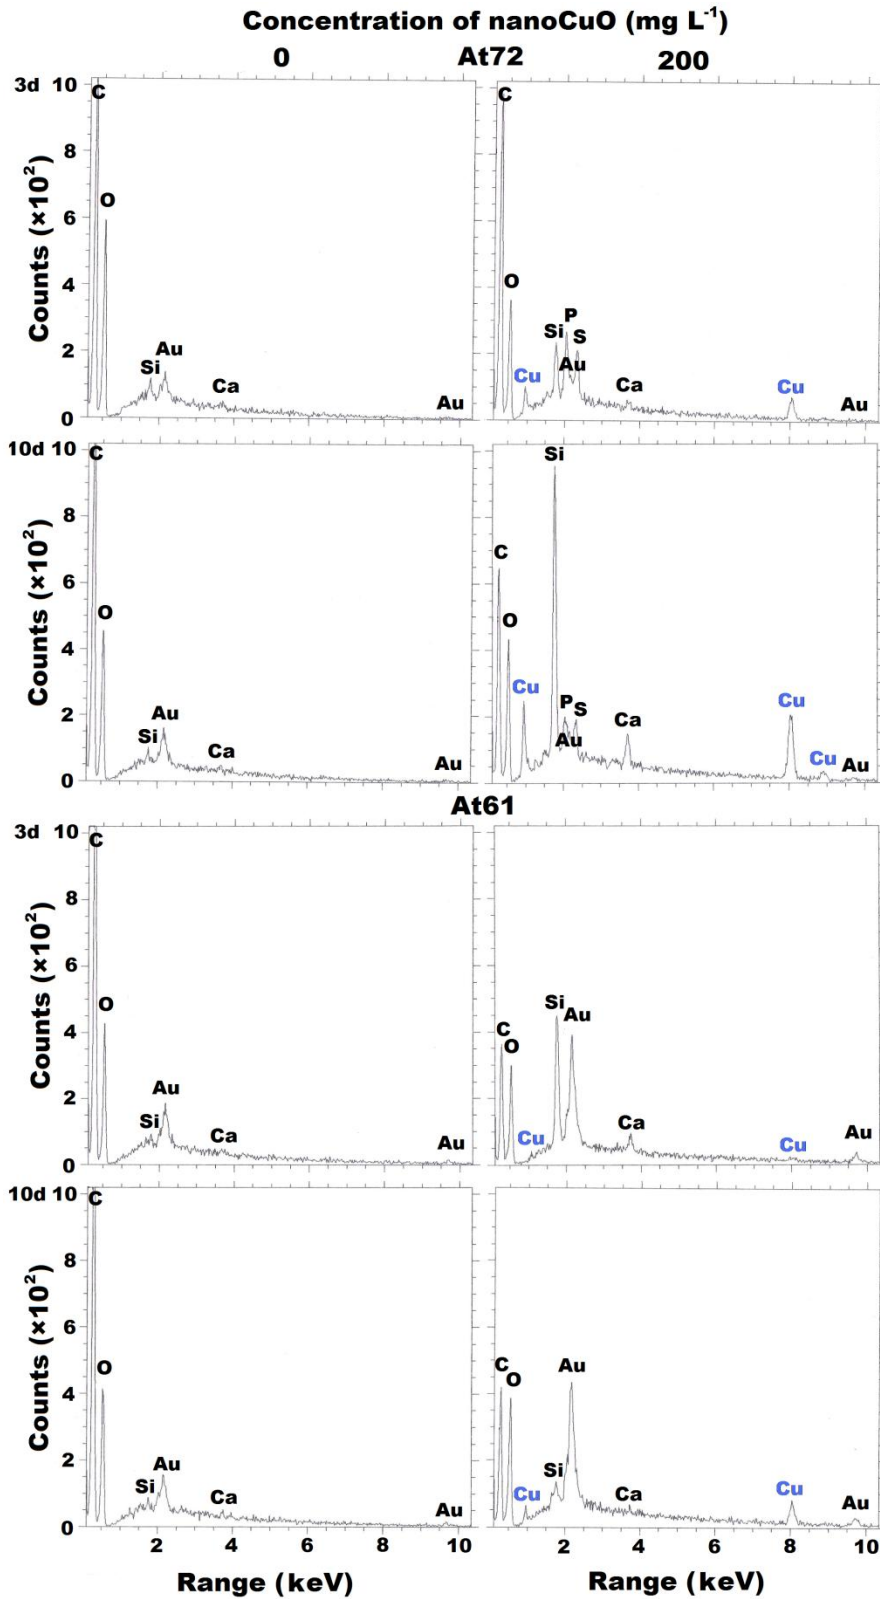 Concentration of nanoCuO (mg L-1)
0 At72 200
3d 10 C C
8
Counts (×10²)
O
6
O
4
P
Si S
2 Au
Si Au
Cu Ca Cu
Ca
0 Au Au
10d 10 C Si
8
Counts (×10²)
C
6
O O
4
Cu Cu
P S Ca
2 Au
Si Au
Ca Cu Au
0 Au
At61
3d 10
C
8
Counts (×10²)
6
O Si Au
C
4 O
Au
2
Si Ca
Ca Cu Cu
Au
0 Au
10d 10
C
8
Counts (×10²)
6
O C Au
O
4
2 Au
Si Si
Ca Cu Ca Cu
Au Au
0
2 4 6 8 10 2 4 6 8 10
Range (keV) Range (keV)